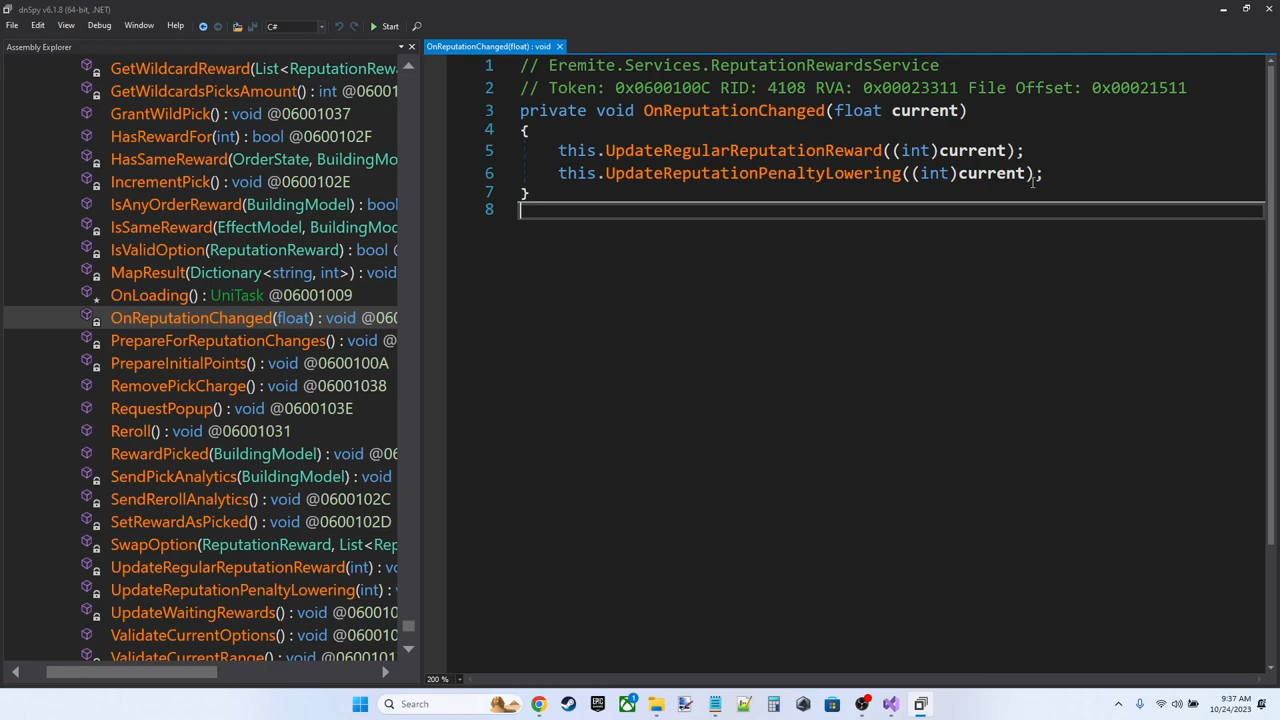 dnSpy v6.1.8 (64-bit, .NET)
File Edit View Debug Window Help C# Start
Assembly Explorer
GetWildcardReward(List<ReputationRew
GetWildcardsPicksAmount() : int @06001
GrantWildPick() : void @06001037
HasRewardFor(int) : bool @0600102F
HasSameReward(OrderState, BuildingMo
IncrementPick() : void @0600102E
IsAnyOrderReward(BuildingModel) : bool
IsSameReward(EffectModel, BuildingMod
IsValidOption(ReputationReward) : bool @
MapResult(Dictionary<string, int>) : void
OnLoading() : UniTask @06001009
OnReputationChanged(float) : void @060
PrepareForReputationChanges() : void @
PrepareInitialPoints() : void @0600100A
RemovePickCharge() : void @06001038
RequestPopup() : void @0600103E
Reroll() : void @06001031
RewardPicked(BuildingModel) : void @06
SendPickAnalytics(BuildingModel) : void
SendRerollAnalytics() : void @0600102C
SetRewardAsPicked() : void @0600102D
SwapOption(ReputationReward, List<Rep
UpdateRegularReputationReward(int) : vo
UpdateReputationPenaltyLowering(int) : v
UpdateWaitingRewards() : void @060010
ValidateCurrentOptions() : void @060010
ValidateCurrentRange() : void @0600101
OnReputationChanged(float) : void
1 // Eremite.Services.ReputationRewardsService
2 // Token: 0x0600100C RID: 4108 RVA: 0x00023311 File Offset: 0x00021511
3 private void OnReputationChanged(float current)
4 {
5 this.UpdateRegularReputationReward((int)current);
6 this.UpdateReputationPenaltyLowering((int)current);
7 }
8
200 %
Search
1
9:37 AM
10/24/2023